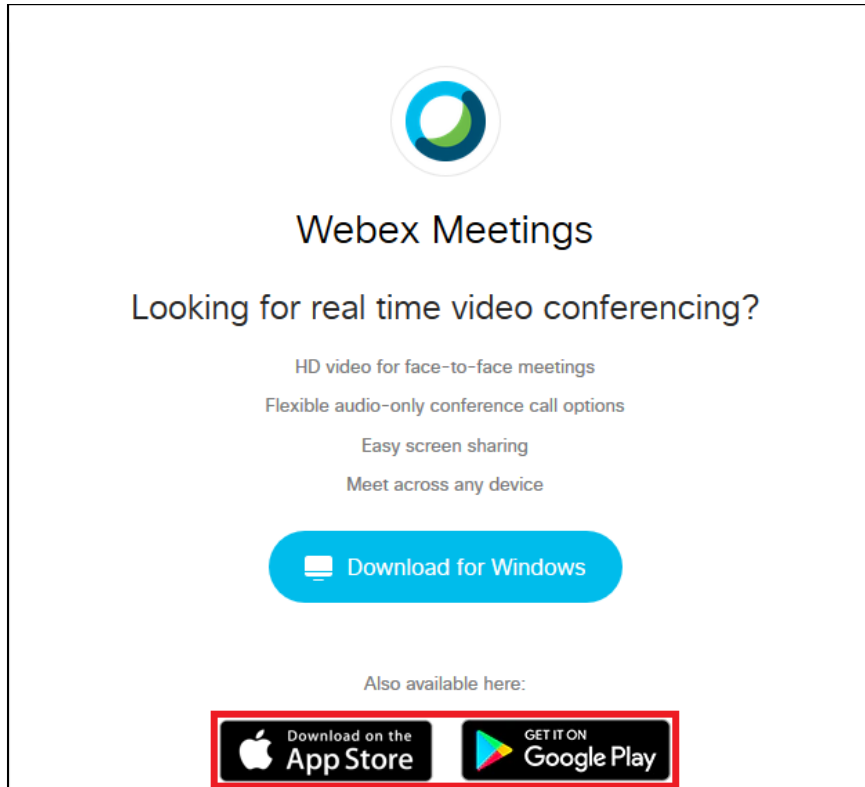 Webex Meetings
Looking for real time video conferencing?
HD video for face-to-face meetings
Flexible audio-only conference call options
Easy screen sharing
Meet across any device
Download for Windows
Also available here:
Download on the
App Store
GET IT ON
Google Play